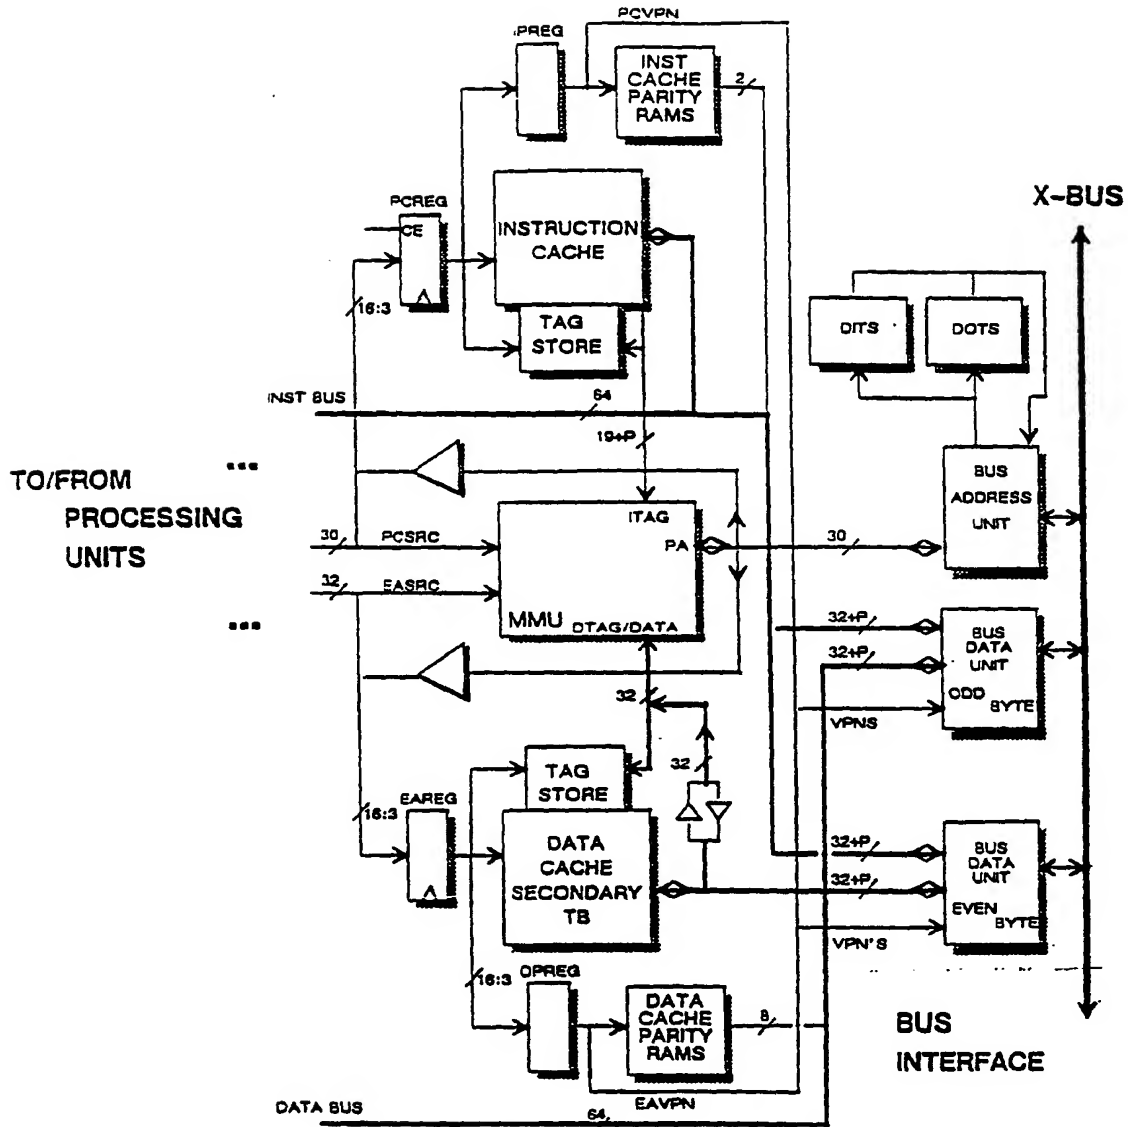 PCVPN
IPREG
INST
CACHE
PARITY
RAMS
2
X-BUS
PCREG
CE
INSTRUCTION
CACHE
16:3
TAG
STORE
DITS
DOTS
INST BUS
64
19+P
TO/FROM
PROCESSING
UNITS
BUS
ADDRESS
UNIT
ITAG
PA
30
PCSRC
30
32
EASRC
MMU
DTAG/DATA
32+P
32+P
BUS
DATA
UNIT
ODD
BYTE
VPNS
32
32
TAG
STORE
16:3
EAREG
DATA
CACHE
SECONDARY
TB
32+P
32+P
BUS
DATA
UNIT
EVEN
BYTE
VPN'S
16:3
DPREG
DATA
CACHE
PARITY
RAMS
8
BUS
INTERFACE
EAVPN
DATA BUS
64